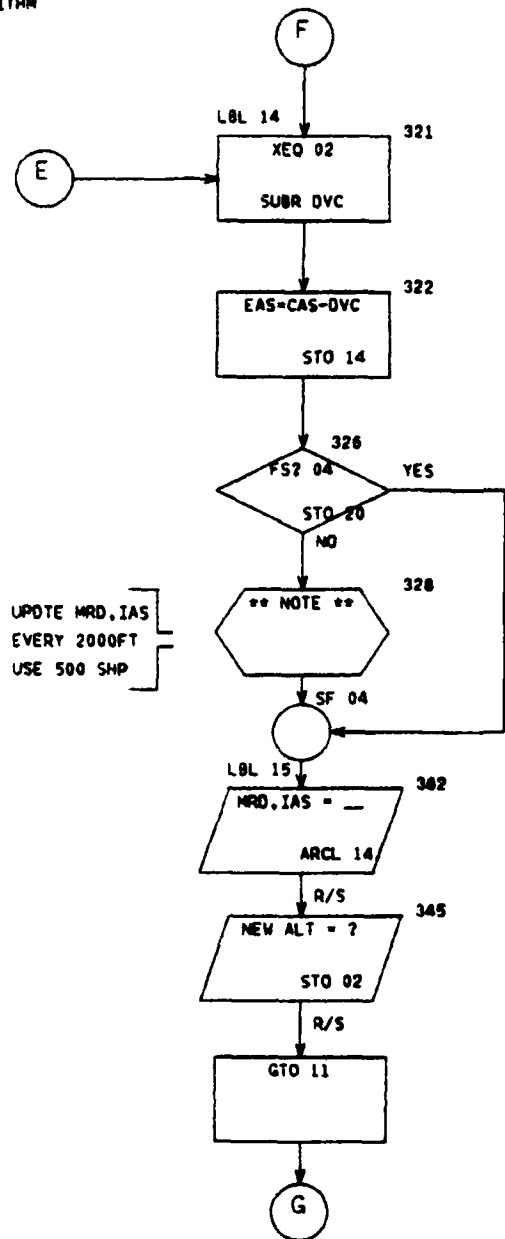 F
LBL 14
321
XEQ 02
E
SUBR DVC
322
EAS=CAS-DVC
STO 14
326
FS? 04
YES
STO 20
NO
328
** NOTE **
UPDTE MRD,IAS
EVERY 2000FT
USE 500 SHP
SF 04
LBL 15
342
MRD,IAS = __
ARCL 14
R/S
345
NEW ALT = ?
STO 02
R/S
GTO 11
G